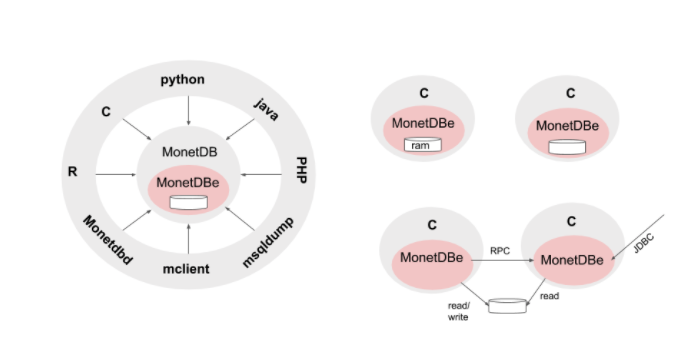 python
C
java
R
MonetDB
MonetDBe
PHP
Monetdbd
mclient
msqldump
C
MonetDBe
ram
C
MonetDBe
C
MonetDBe
RPC
C
MonetDBe
JDBC
read/
write
read